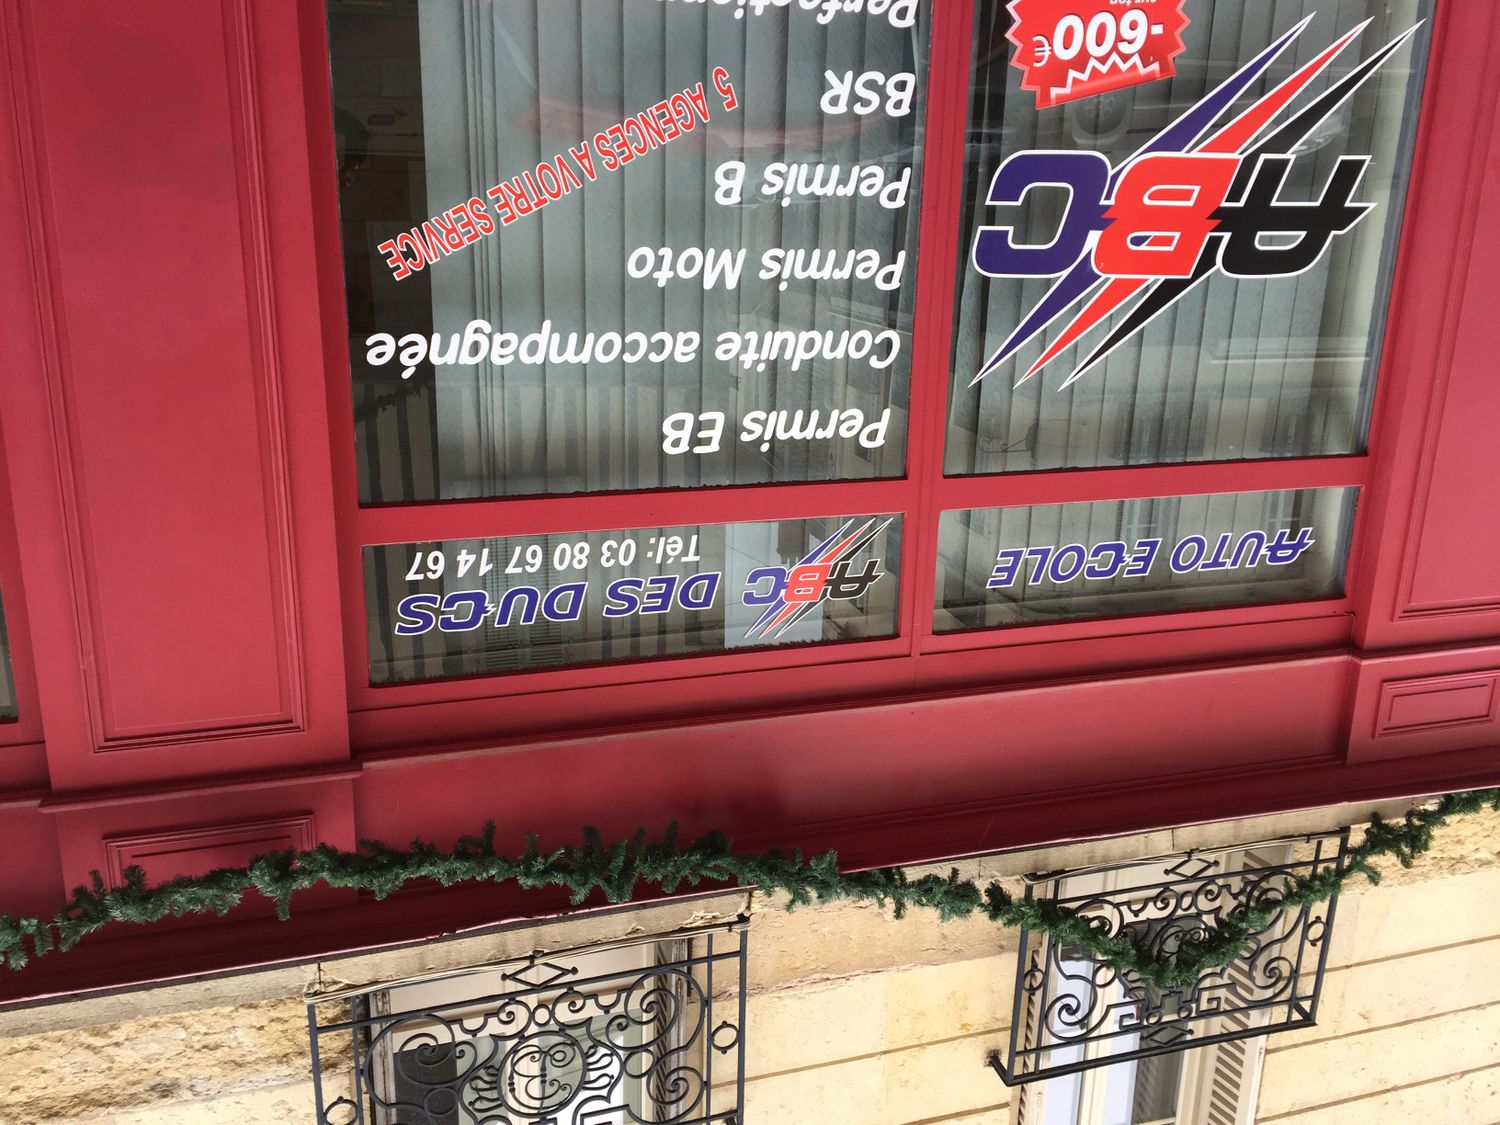 AUTO ECOLE
ABC
-600€
ABC DES DUCS
Tél: 03 80 67 14 67
Permis EB
Conduite accompagnée
Permis Moto
Permis B
BSR
5 AGENCES A VOTRE SERVICE